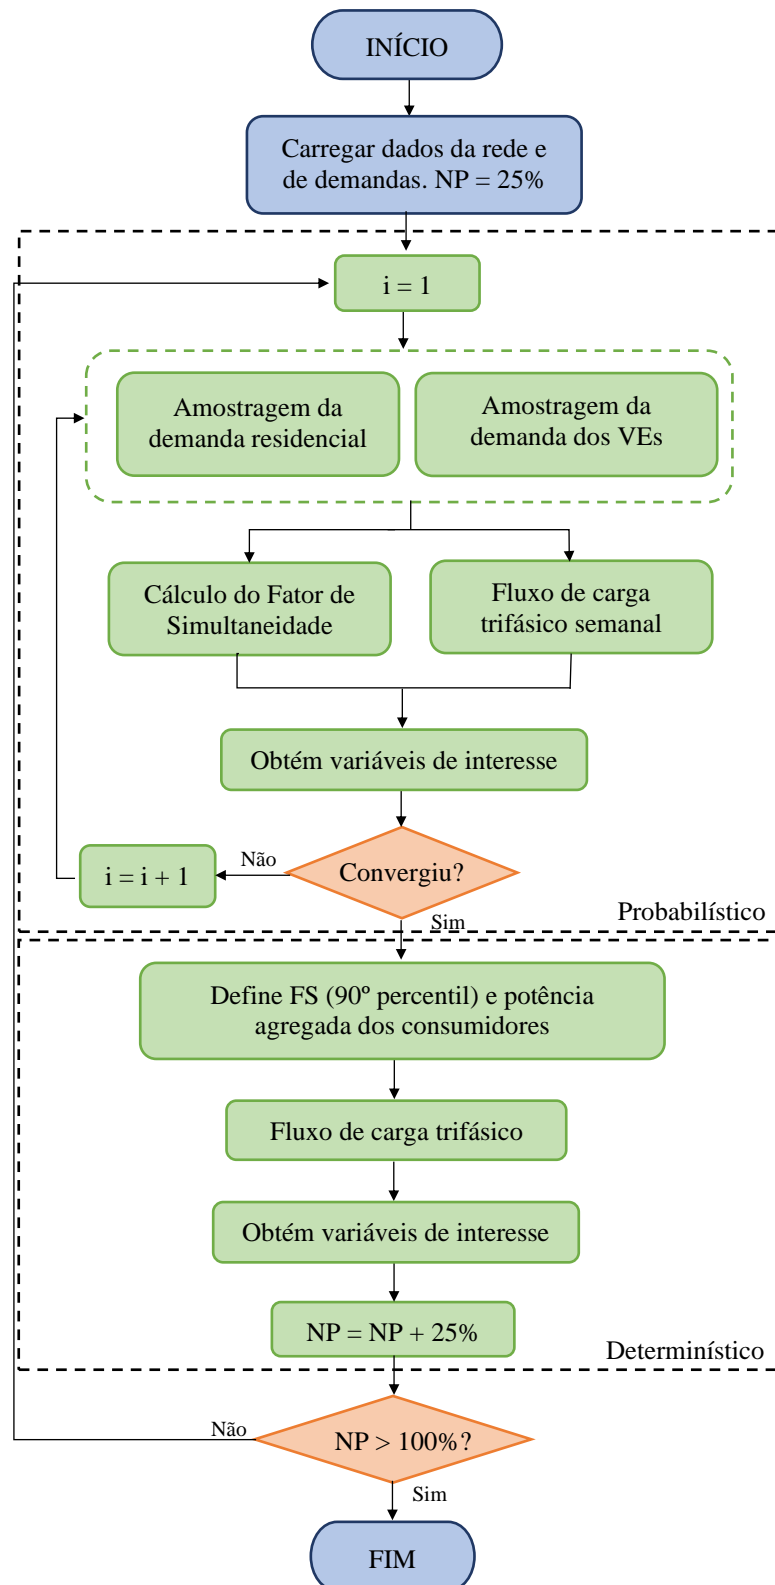 INÍCIO
Carregar dados da rede e
de demandas. NP = 25%
i = 1
Amostragem da
demanda residencial
Amostragem da
demanda dos VEs
Cálculo do Fator de
Simultaneidade
Fluxo de carga
trifásico semanal
Obtém variáveis de interesse
Convergiu?
Não
i = i + 1
Sim
Probabilístico
Define FS (90º percentil) e potência
agregada dos consumidores
Fluxo de carga trifásico
Obtém variáveis de interesse
NP = NP + 25%
Determinístico
NP > 100%?
Não
Sim
FIM